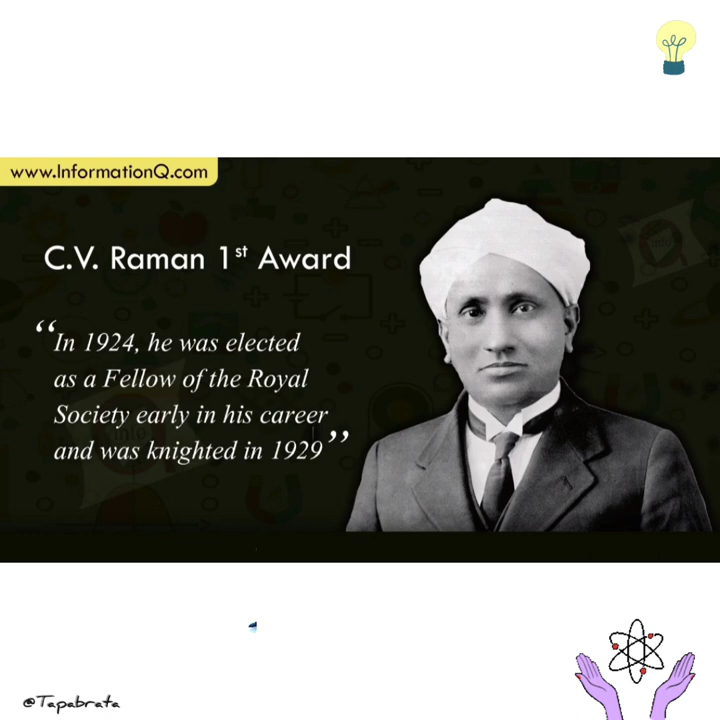 www.InformationQ.com
C.V. Raman 1st Award
“In 1924, he was elected
as a Fellow of the Royal
Society early in his career
and was knighted in 1929”
@Tapabrata